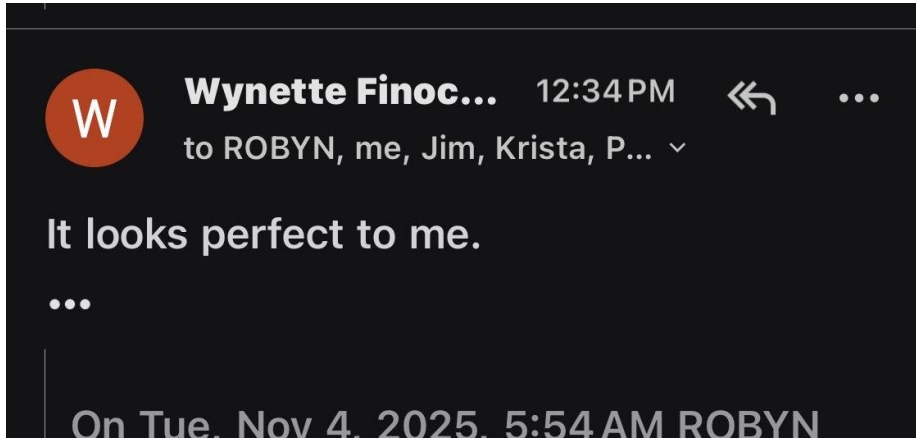 W
Wynette Finoc... 12:34 PM
to ROBYN, me, Jim, Krista, P...
It looks perfect to me.
On Tue, Nov 4, 2025, 5:54 AM ROBYN